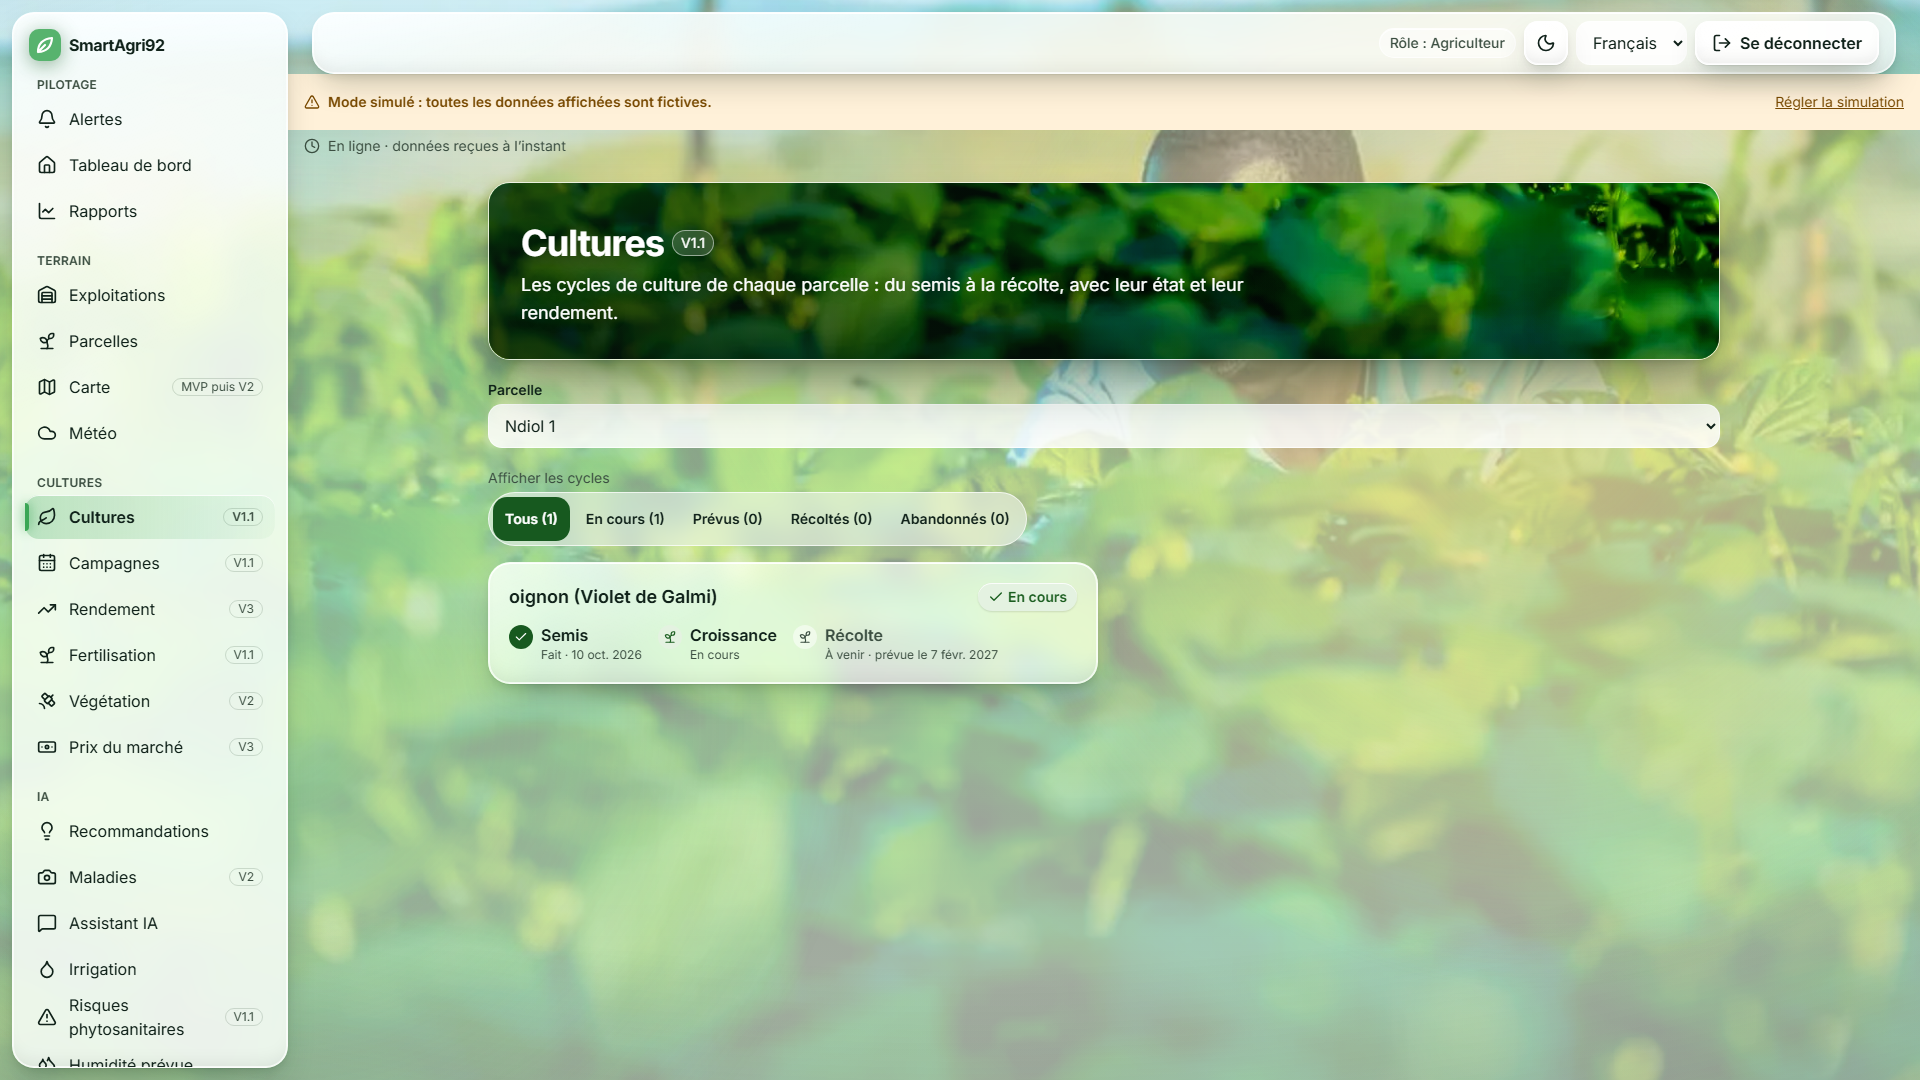 SmartAgri92
PILOTAGE
Alertes
Tableau de bord
Rapports
TERRAIN
Exploitations
Parcelles
Carte MVP puis V2
Météo
CULTURES
Cultures V1.1
Campagnes V1.1
Rendement V3
Fertilisation V1.1
Végétation V2
Prix du marché V3
IA
Recommandations
Maladies V2
Assistant IA
Irrigation
Risques
phytosanitaires V1.1
Humidité prévue
Rôle : Agriculteur Français Se déconnecter
Mode simulé : toutes les données affichées sont fictives. Régler la simulation
En ligne · données reçues à l'instant
Cultures V1.1
Les cycles de culture de chaque parcelle : du semis à la récolte, avec leur état et leur
rendement.
Parcelle
Ndiol 1
Afficher les cycles
Tous (1) En cours (1) Prévus (0) Récoltés (0) Abandonnés (0)
oignon (Violet de Galmi) En cours
Semis Croissance Récolte
Fait · 10 oct. 2026 En cours À venir · prévue le 7 févr. 2027